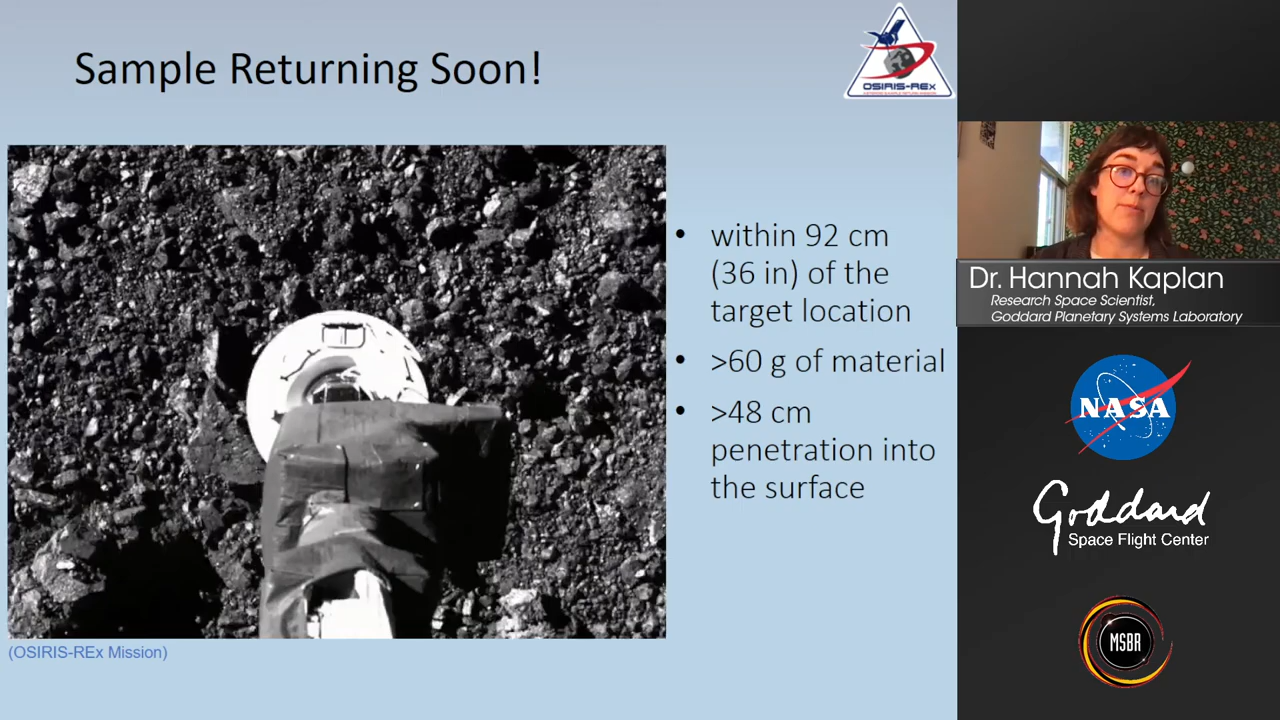 Sample Returning Soon!
OSIRIS-REx
within 92 cm
(36 in) of the
target location
>60 g of material
>48 cm
penetration into
the surface
(OSIRIS-REx Mission)
Dr. Hannah Kaplan
Research Space Scientist,
Goddard Planetary Systems Laboratory
NASA
Goddard
Space Flight Center
MSBR